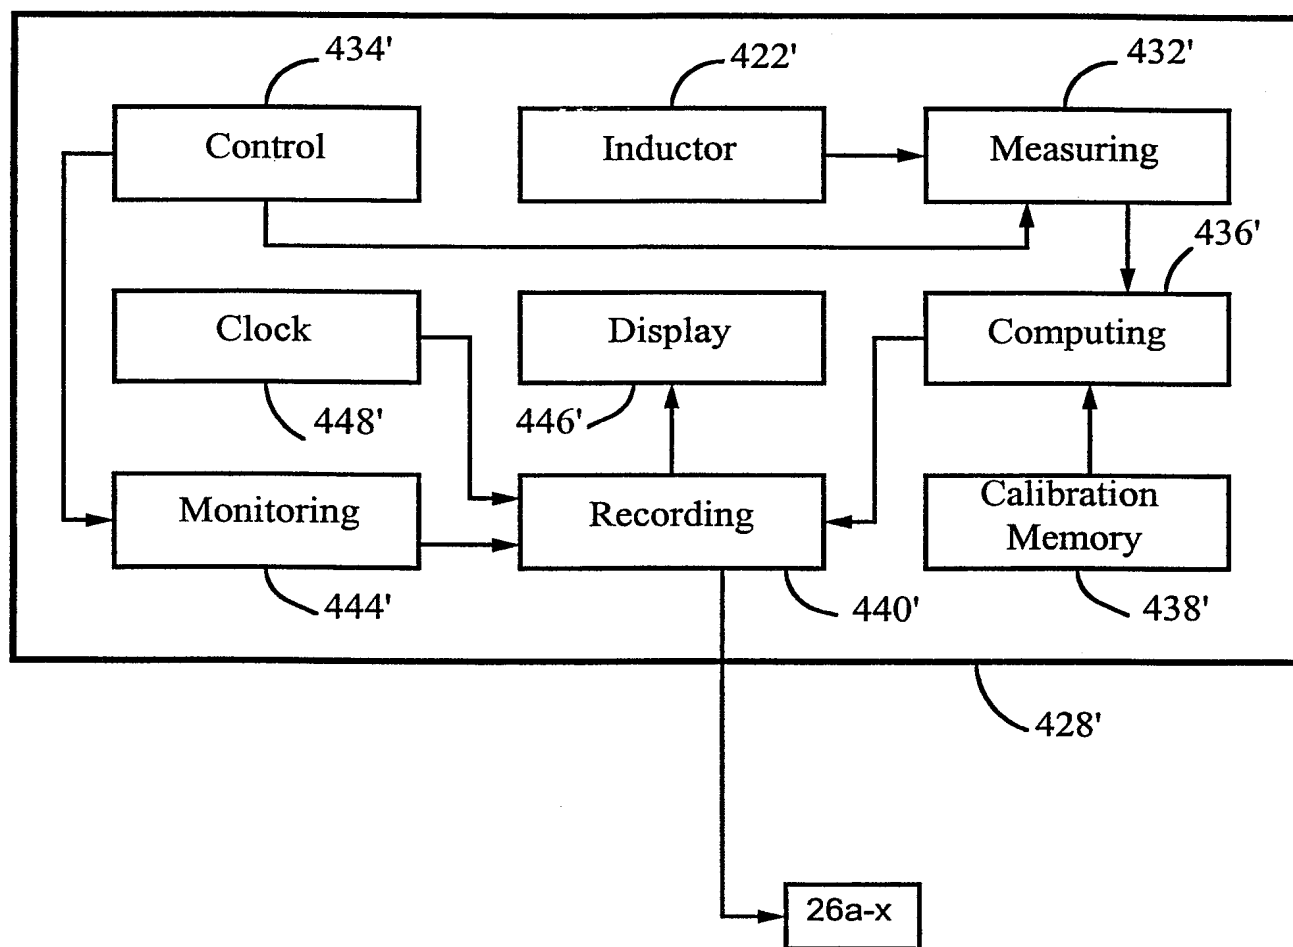 434'
422'
432'
Control
Inductor
Measuring
436'
Clock
Display
Computing
448'
446'
Monitoring
Recording
Calibration
Memory
444'
440'
438'
428'
26a-x